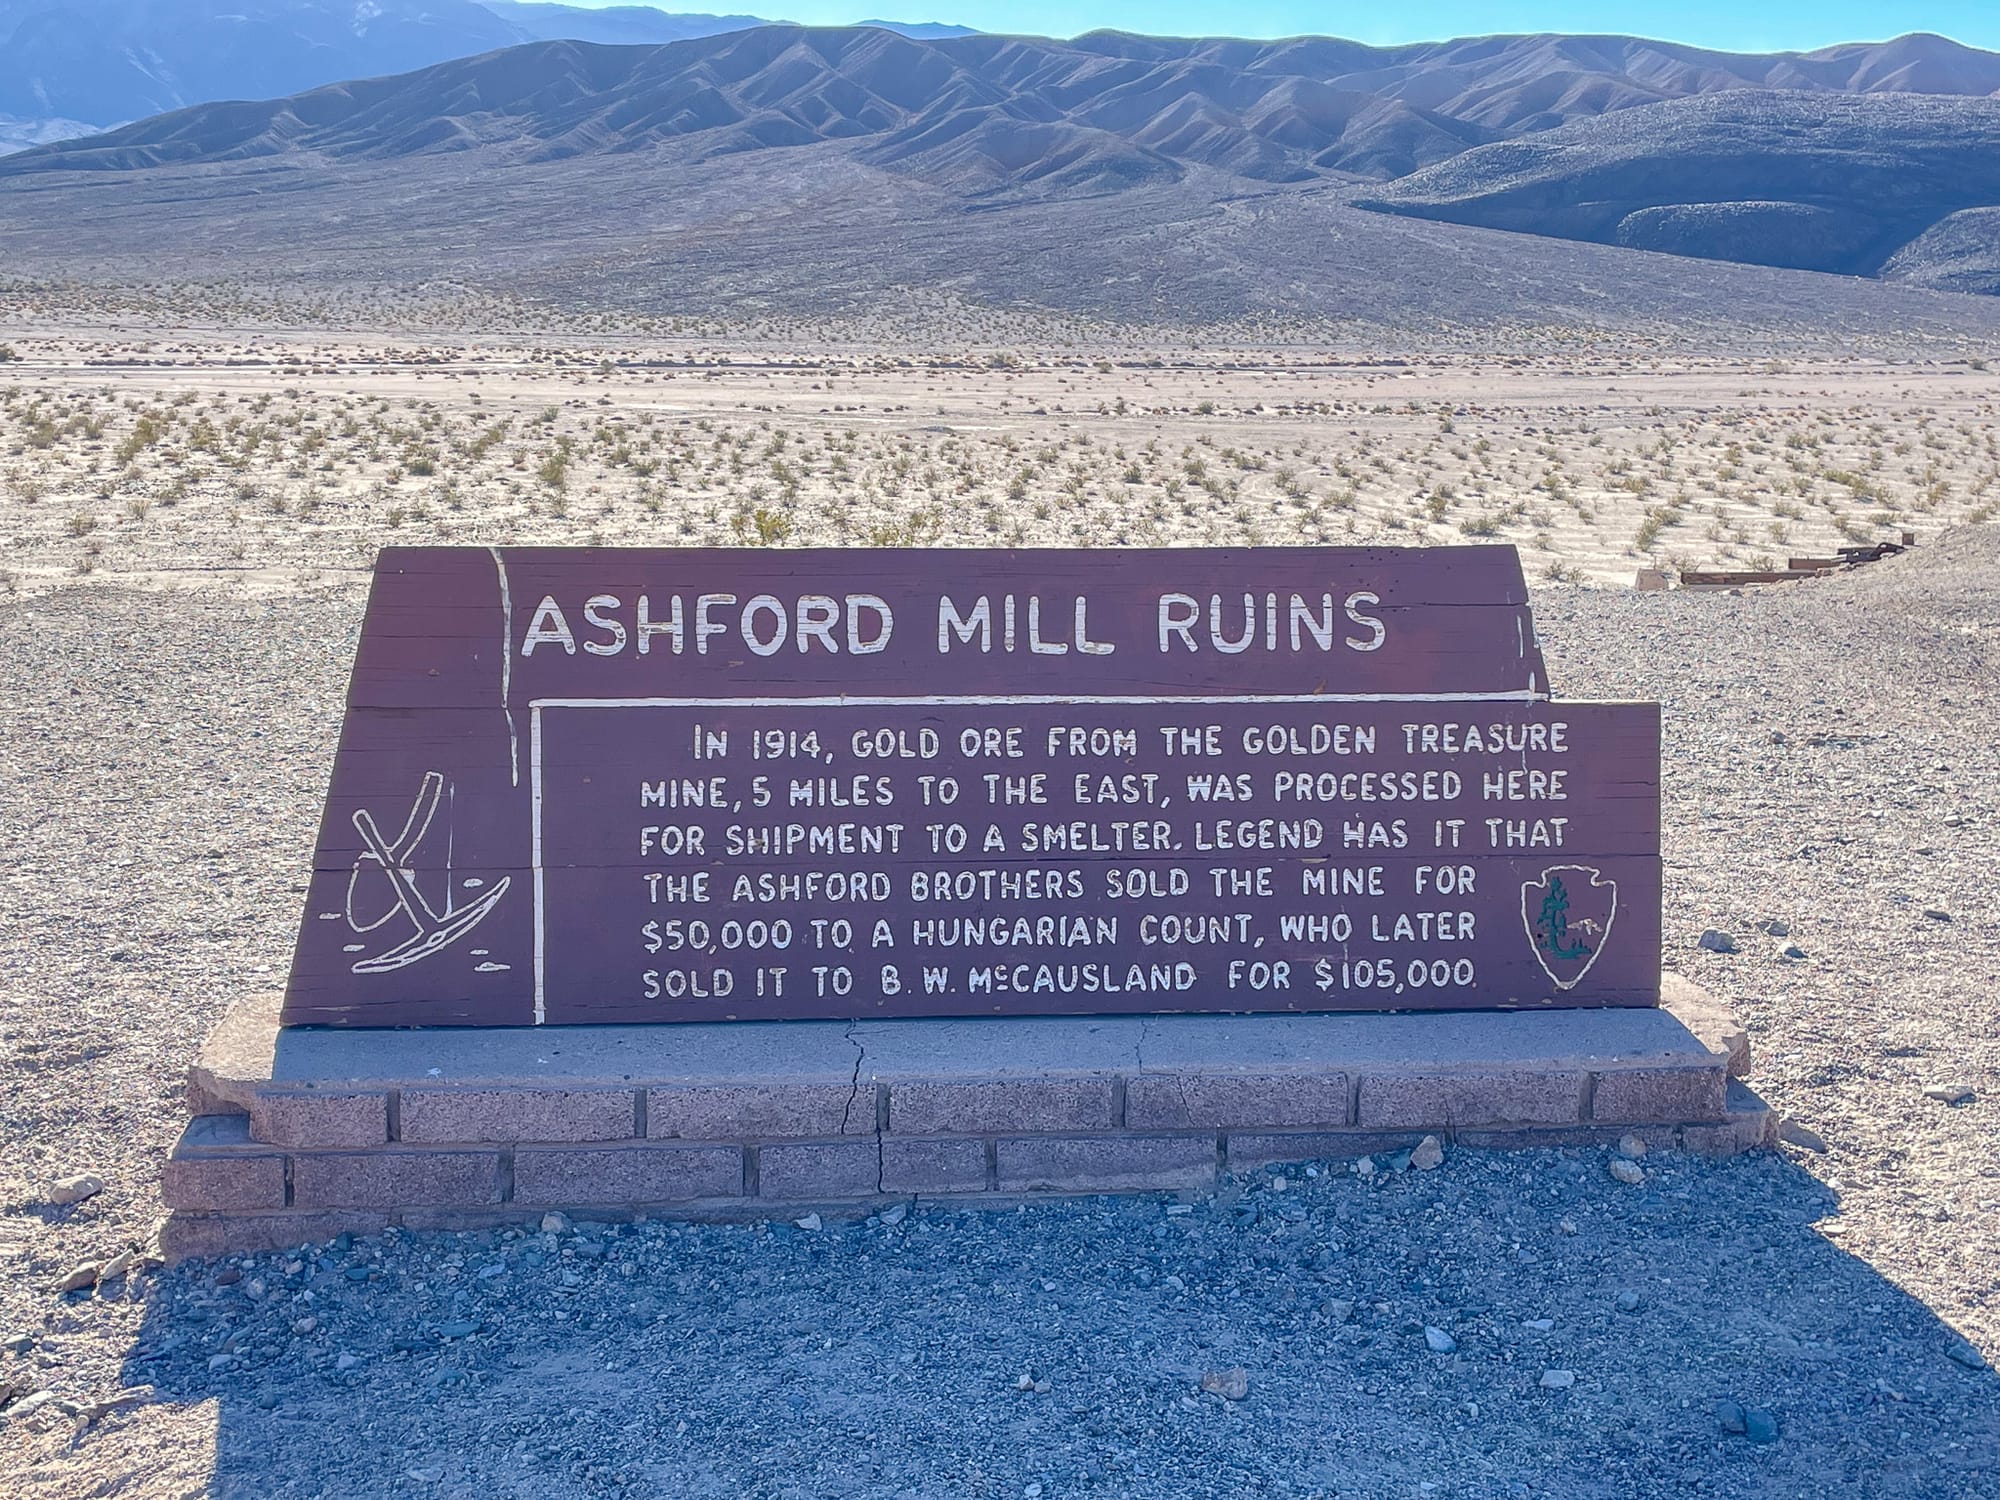 ASHFORD MILL RUINS
IN 1914, GOLD ORE FROM THE GOLDEN TREASURE
MINE, 5 MILES TO THE EAST, WAS PROCESSED HERE
FOR SHIPMENT TO A SMELTER. LEGEND HAS IT THAT
THE ASHFORD BROTHERS SOLD THE MINE FOR
$50,000 TO A HUNGARIAN COUNT, WHO LATER
SOLD IT TO B. W. McCAUSLAND FOR $105,000.